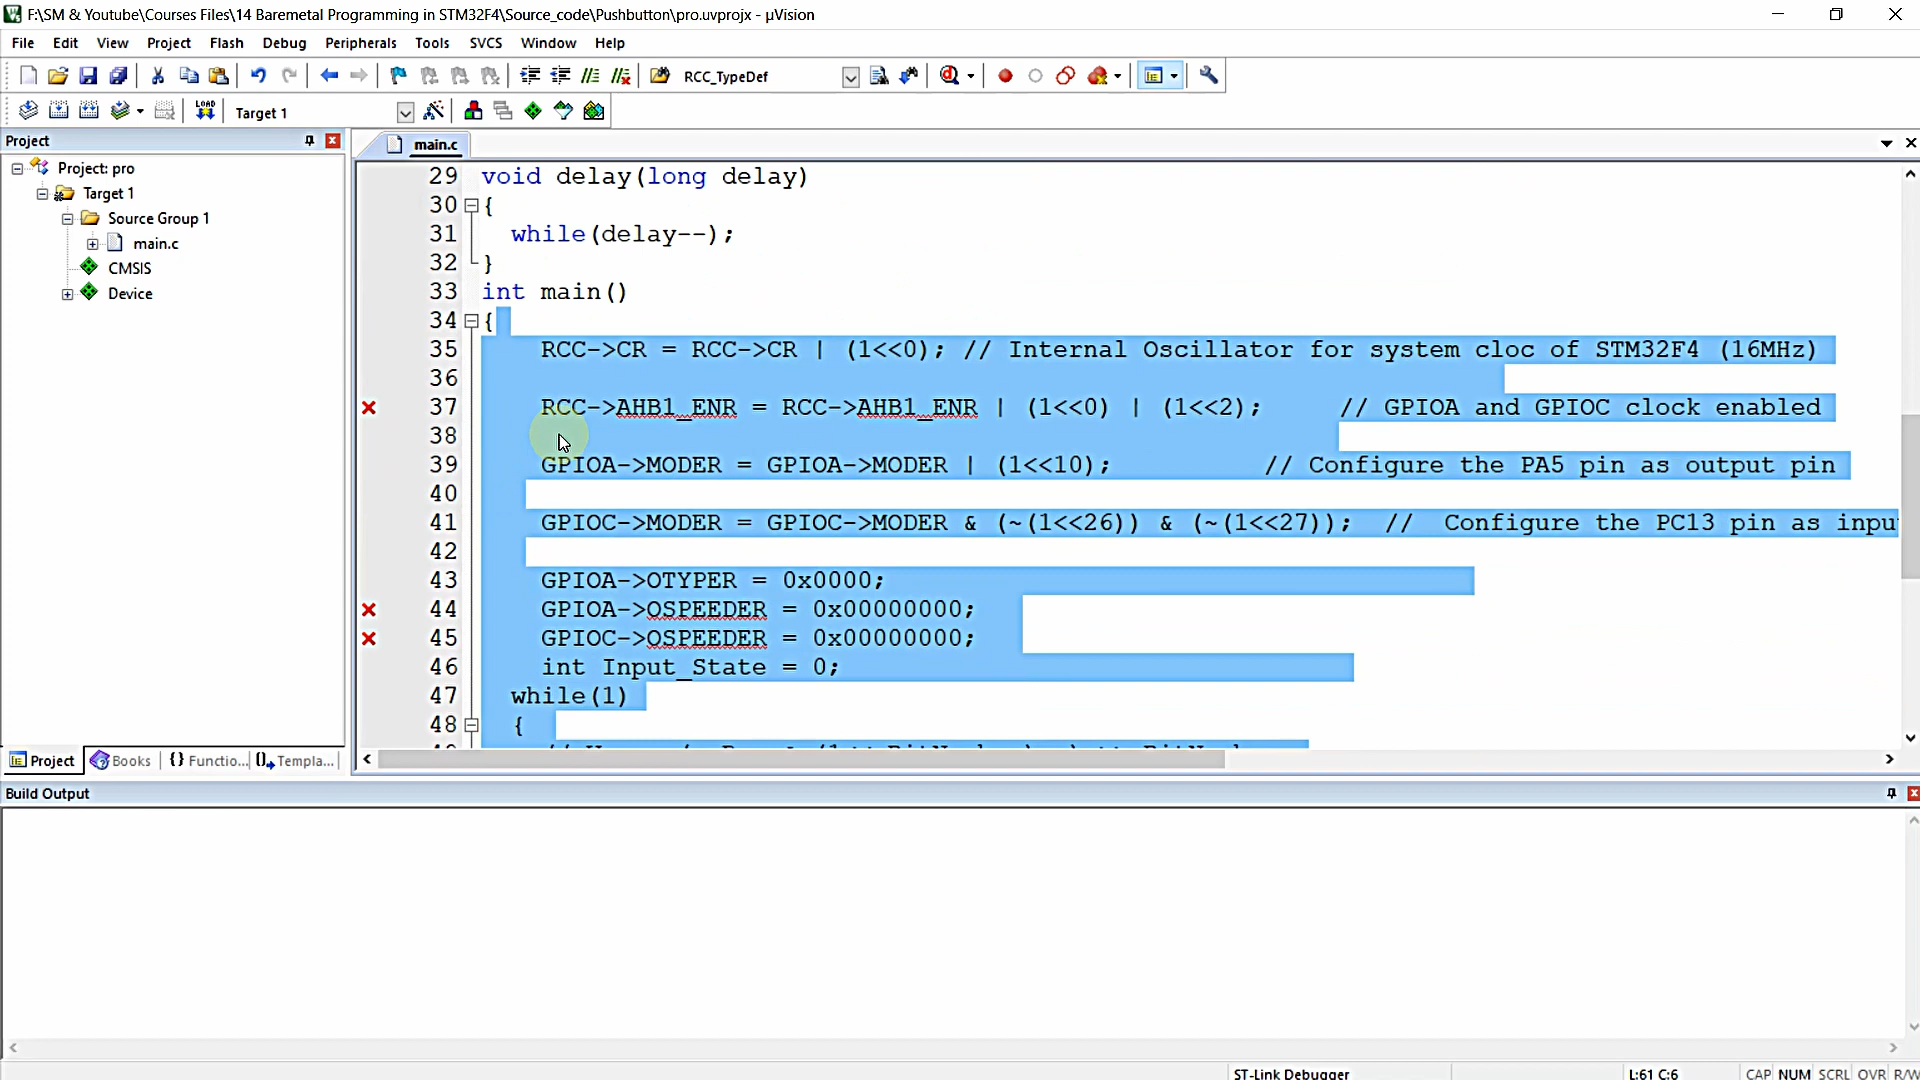 F:\SM & Youtube\Courses Files\14 Baremetal Programming in STM32F4\Source_code\Pushbutton\pro.uvprojx - µVision
File Edit View Project Flash Debug Peripherals Tools SVCS Window Help
RCC_TypeDef
LOAD Target 1
Project
main.c
Project: pro
Target 1
Source Group 1
main.c
CMSIS
Device
29 void delay(long delay)
30 {
31 while(delay--);
32 }
33 int main()
34 {
35 RCC->CR = RCC->CR | (1<<0); // Internal Oscillator for system cloc of STM32F4 (16MHz)
36
37 RCC->AHB1_ENR = RCC->AHB1_ENR | (1<<0) | (1<<2); // GPIOA and GPIOC clock enabled
38
39 GPIOA->MODER = GPIOA->MODER | (1<<10); // Configure the PA5 pin as output pin
40
41 GPIOC->MODER = GPIOC->MODER & (~(1<<26)) & (~(1<<27)); // Configure the PC13 pin as inpu
42
43 GPIOA->OTYPER = 0x0000;
44 GPIOA->OSPEEDER = 0x00000000;
45 GPIOC->OSPEEDER = 0x00000000;
46 int Input_State = 0;
47 while(1)
48 {
Project Books {} Functio... Templa...
Build Output
ST-Link Debugger L:61 C:6 CAP NUM SCRL OVR R/W